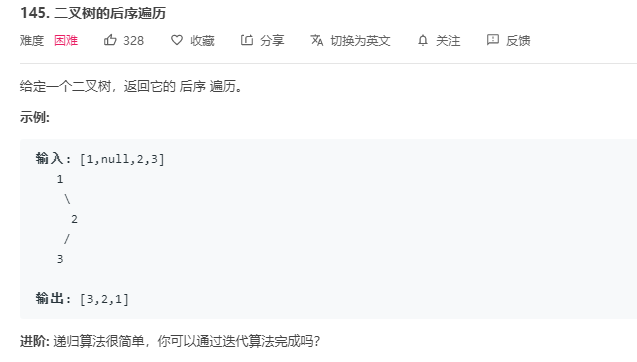 145. 二叉树的后序遍历
难度 困难 328 收藏 分享 切换为英文 关注 反馈
给定一个二叉树，返回它的 后序 遍历。
示例:
输入: [1,null,2,3]
1
\
2
/
3
输出: [3,2,1]
进阶: 递归算法很简单，你可以通过迭代算法完成吗？